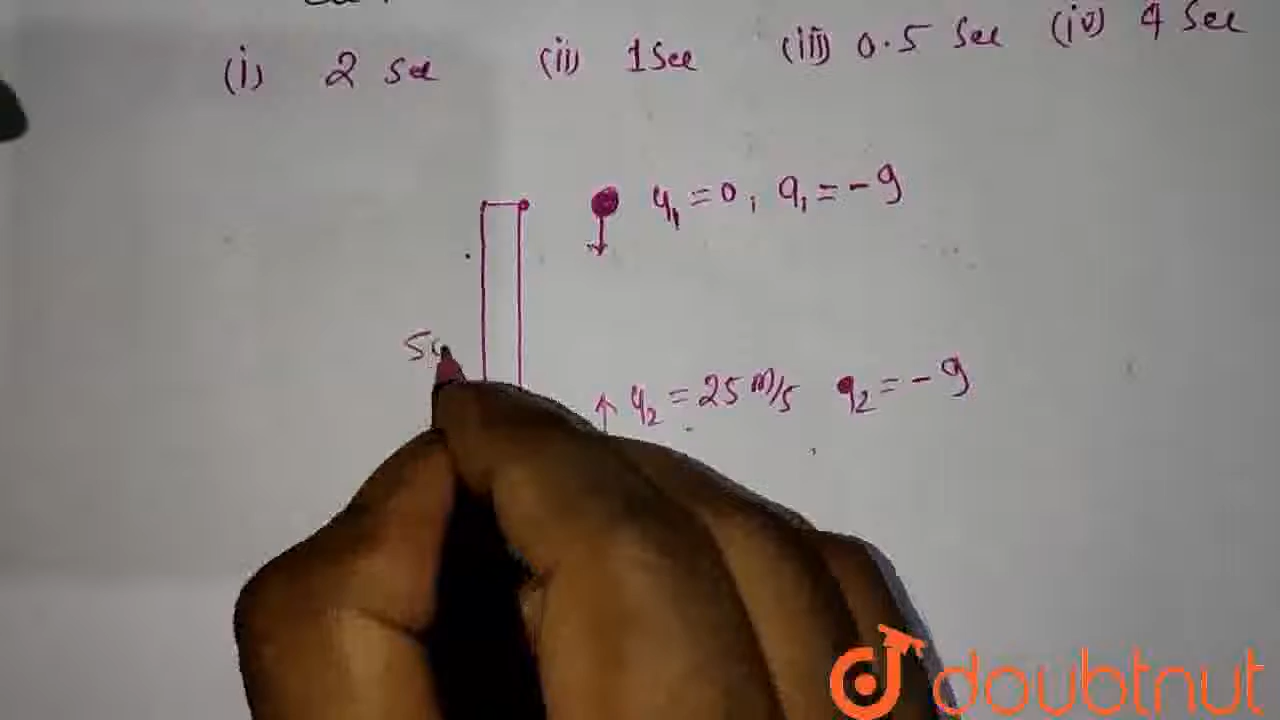 (i) 2 Sec (ii) 1 Sec (iii) 0.5 Sec (iv) 4 Sec
u₁ = 0, a₁ = -g
u₂ = 25 m/s a₂ = -g
doubtnut